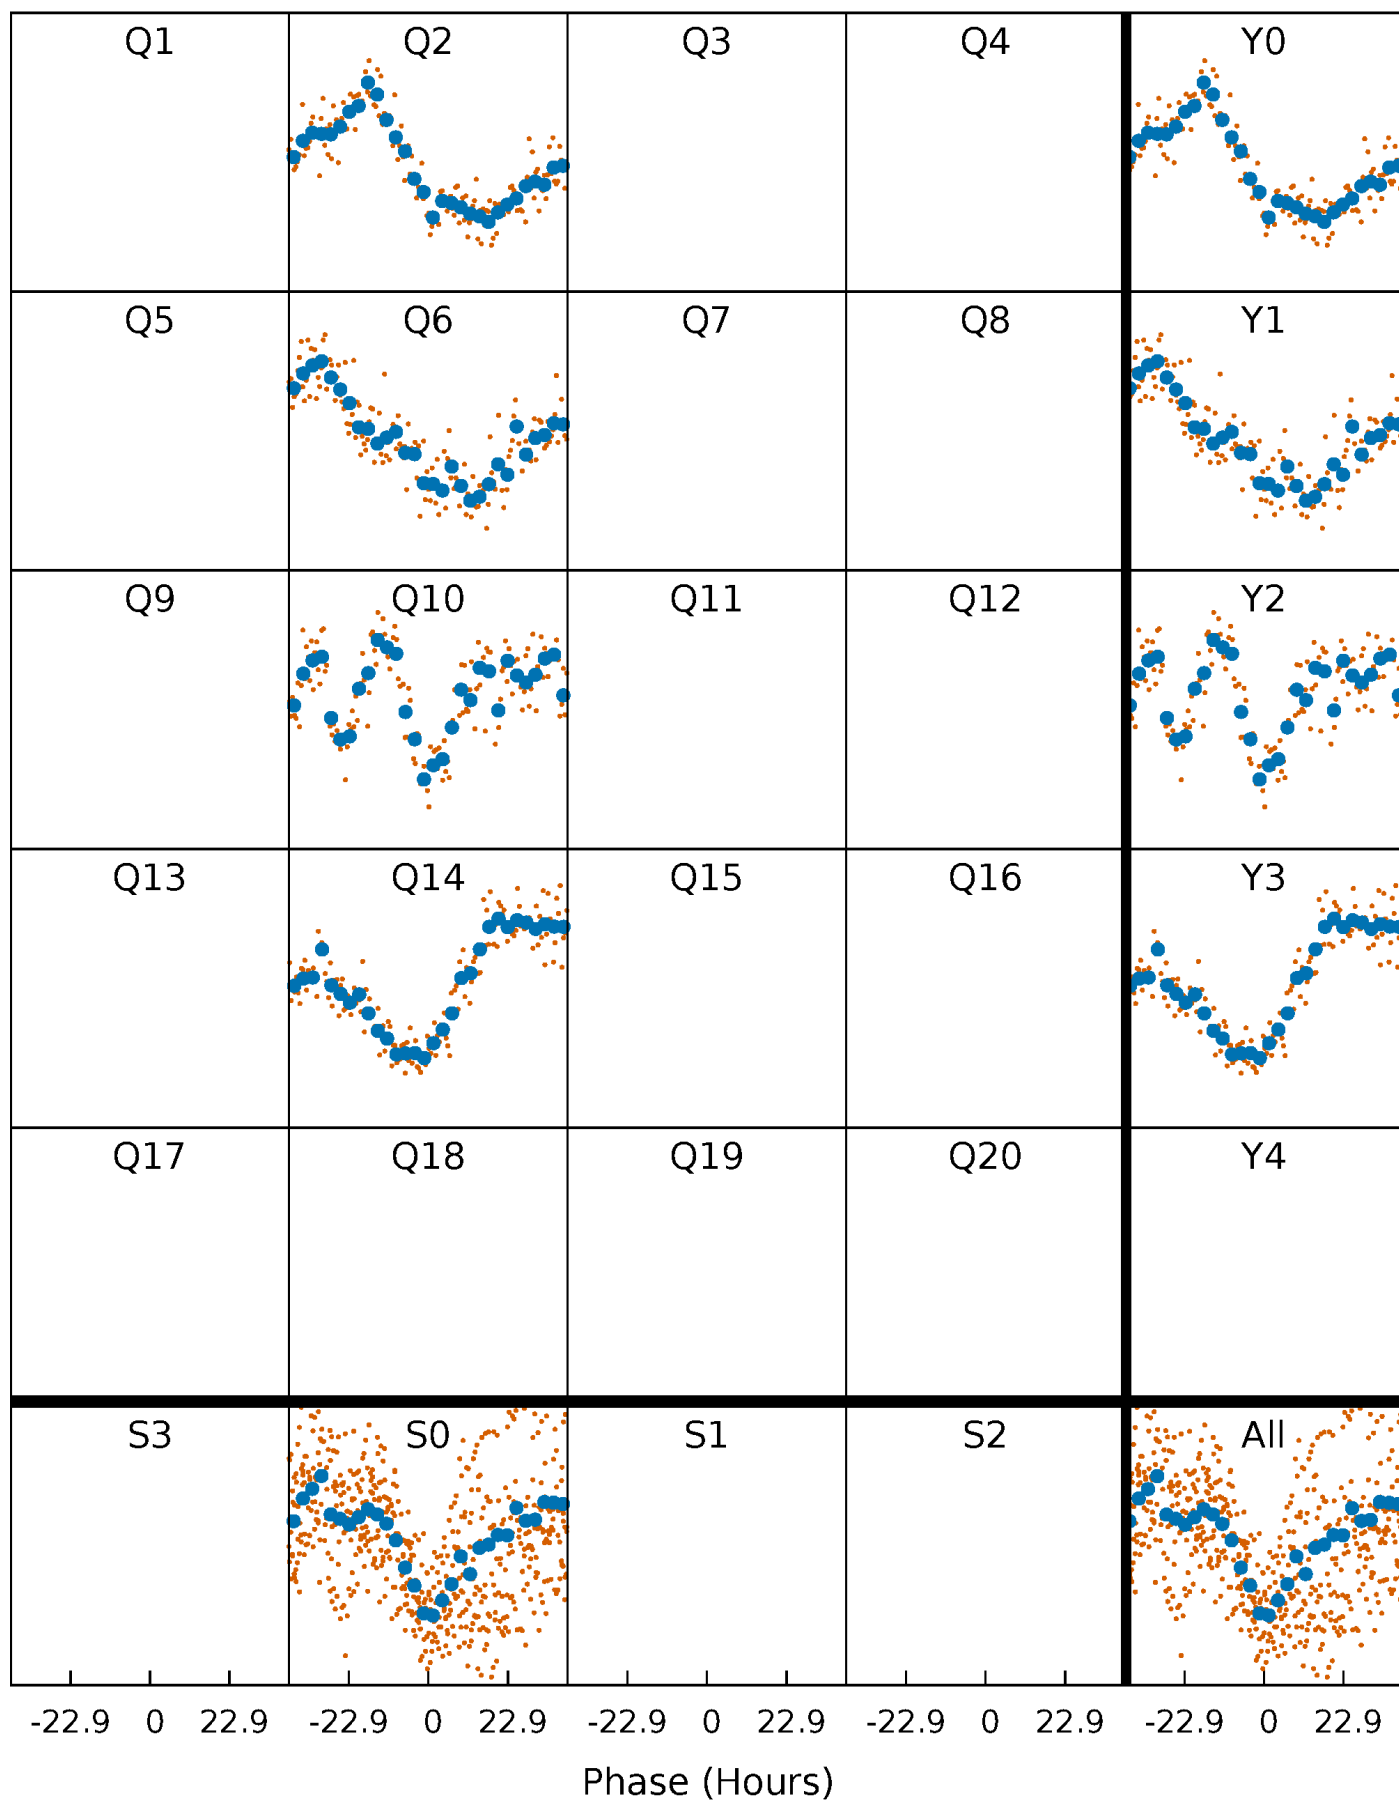 Q1 Q2 Q3 Q4 Y0
Q5 Q6 Q7 Q8 Y1
Q9 Q10 Q11 Q12 Y2
Q13 Q14 Q15 Q16 Y3
Q17 Q18 Q19 Q20 Y4
S3 S0 S1 S2 All
-22.9 0 22.9 -22.9 0 22.9 -22.9 0 22.9 -22.9 0 22.9 -22.9 0 22.9
Phase (Hours)